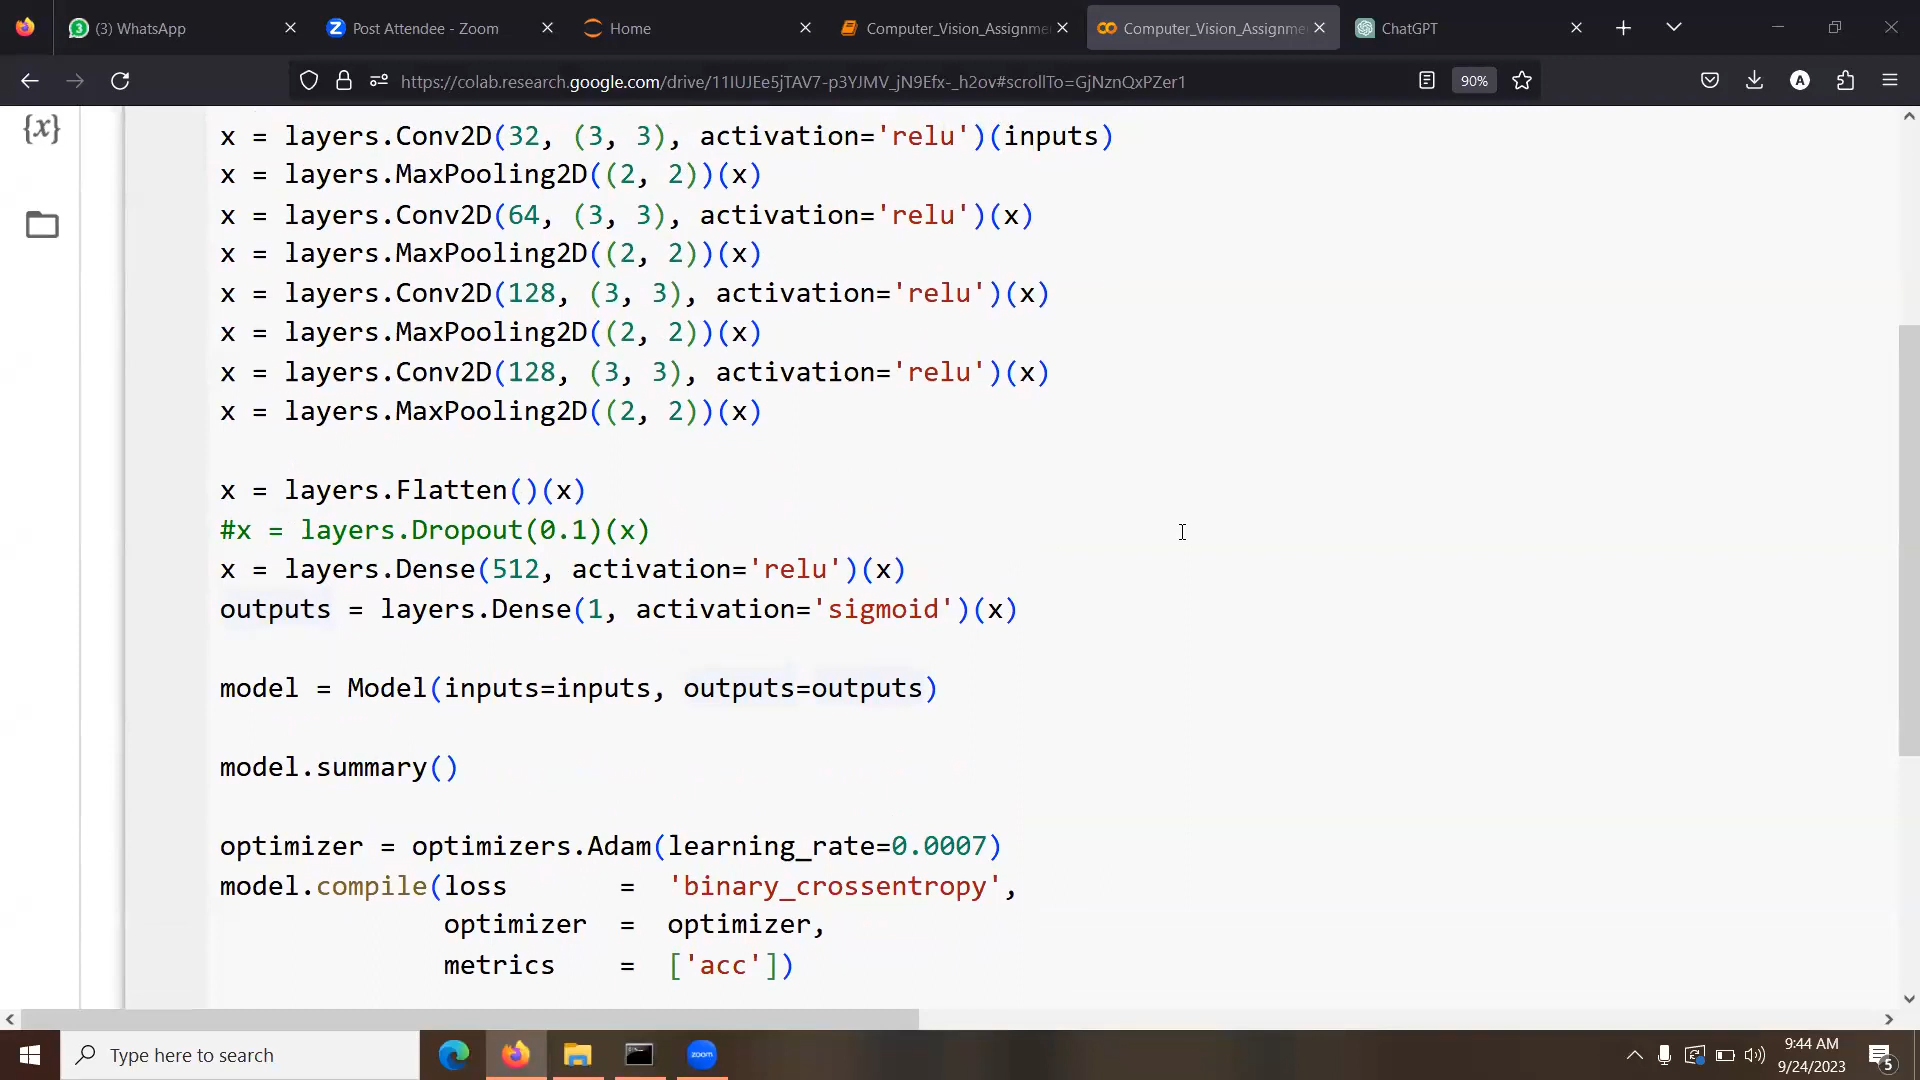 (3) WhatsApp
Post Attendee - Zoom
Home
Computer_Vision_Assignme
Computer_Vision_Assignme
ChatGPT
https://colab.research.google.com/drive/11IUJEe5jTAV7-p3YJMV_jN9Efx-_h2ov#scrollTo=GjNznQxPZer1
90%
{x}
x = layers.Conv2D(32, (3, 3), activation='relu')(inputs)
x = layers.MaxPooling2D((2, 2))(x)
x = layers.Conv2D(64, (3, 3), activation='relu')(x)
x = layers.MaxPooling2D((2, 2))(x)
x = layers.Conv2D(128, (3, 3), activation='relu')(x)
x = layers.MaxPooling2D((2, 2))(x)
x = layers.Conv2D(128, (3, 3), activation='relu')(x)
x = layers.MaxPooling2D((2, 2))(x)
x = layers.Flatten()(x)
#x = layers.Dropout(0.1)(x)
x = layers.Dense(512, activation='relu')(x)
outputs = layers.Dense(1, activation='sigmoid')(x)
model = Model(inputs=inputs, outputs=outputs)
model.summary()
optimizer = optimizers.Adam(learning_rate=0.0007)
model.compile(loss = 'binary_crossentropy',
optimizer = optimizer,
metrics = ['acc'])
Type here to search
zoom
9:44 AM
9/24/2023
5